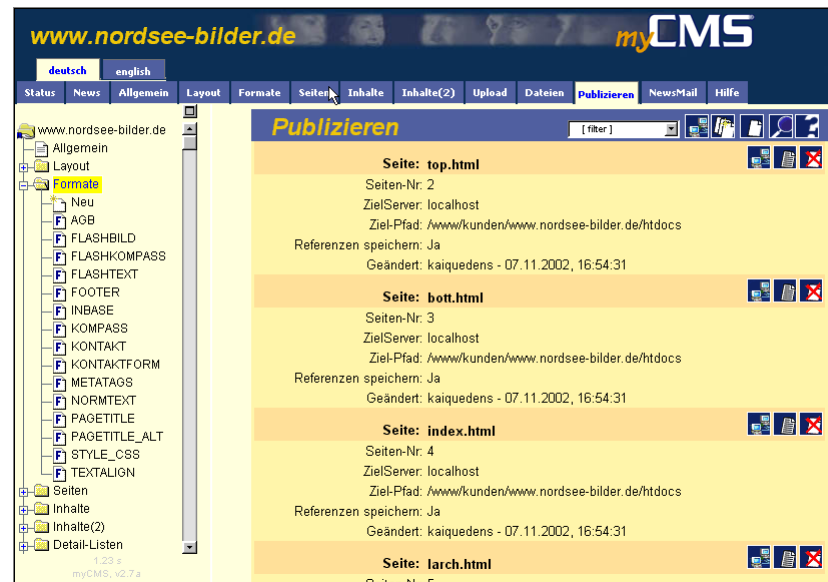 www.nordsee-bilder.de
myCMS
deutsch english
Status News Allgemein Layout Formate Seiten Inhalte Inhalte(2) Upload Dateien Publizieren NewsMail Hilfe
www.nordsee-bilder.de
Allgemein
Layout
Formate
Neu
AGB
FLASHBILD
FLASHKOMPASS
FLASHTEXT
FOOTER
INBASE
KOMPASS
KONTAKT
KONTAKTFORM
METATAGS
NORMTEXT
PAGETITLE
PAGETITLE_ALT
STYLE_CSS
TEXTALIGN
Seiten
Inhalte
Inhalte(2)
Detail-Listen
1.23 s
myCMS, v2.7a
Publizieren [ filter ]
Seite: top.html
Seiten-Nr: 2
ZielServer: localhost
Ziel-Pfad: /www/kunden/www.nordsee-bilder.de/htdocs
Referenzen speichern: Ja
Geändert: kaiquedens - 07.11.2002, 16:54:31
Seite: bott.html
Seiten-Nr: 3
ZielServer: localhost
Ziel-Pfad: /www/kunden/www.nordsee-bilder.de/htdocs
Referenzen speichern: Ja
Geändert: kaiquedens - 07.11.2002, 16:54:31
Seite: index.html
Seiten-Nr: 4
ZielServer: localhost
Ziel-Pfad: /www/kunden/www.nordsee-bilder.de/htdocs
Referenzen speichern: Ja
Geändert: kaiquedens - 07.11.2002, 16:54:31
Seite: larch.html